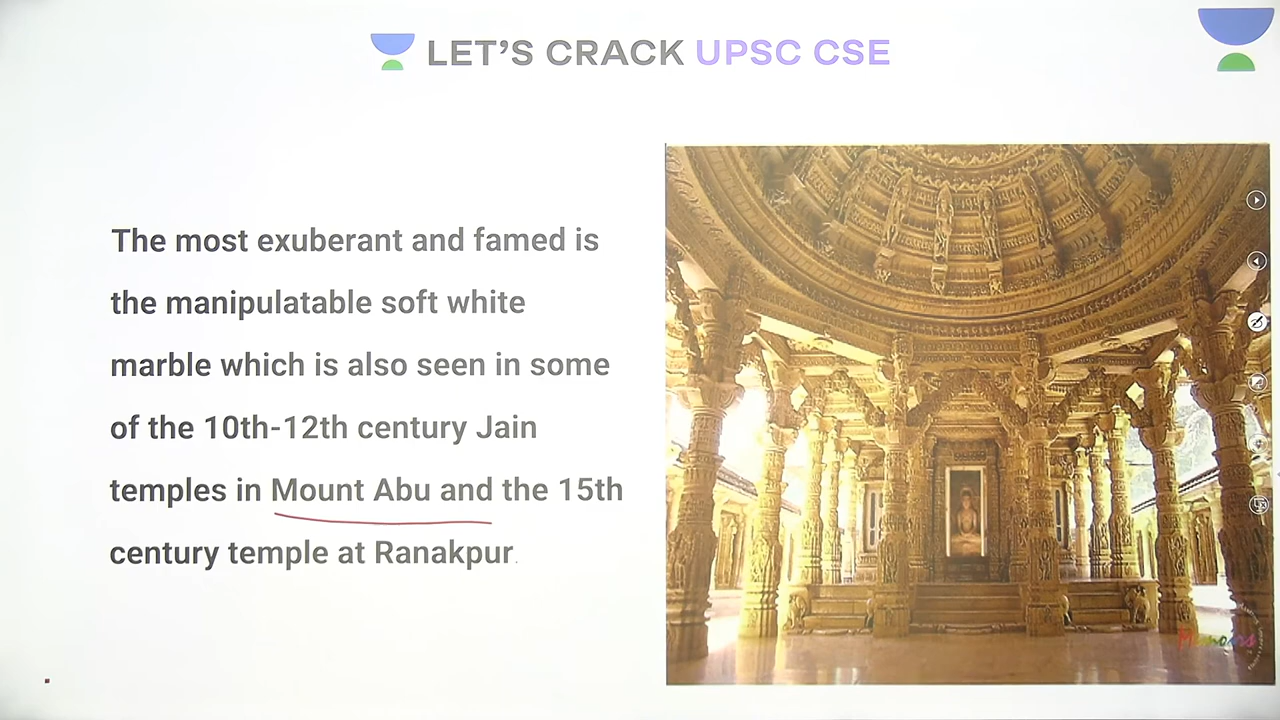 LET'S CRACK UPSC CSE
The most exuberant and famed is
the manipulatable soft white
marble which is also seen in some
of the 10th-12th century Jain
temples in Mount Abu and the 15th
century temple at Ranakpur.